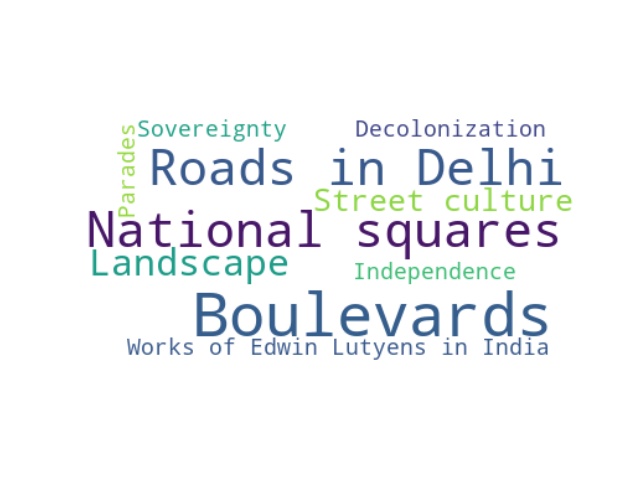 Sovereignty
Decolonization
Parades
Roads in Delhi
Street culture
National squares
Landscape
Independence
Boulevards
Works of Edwin Lutyens in India